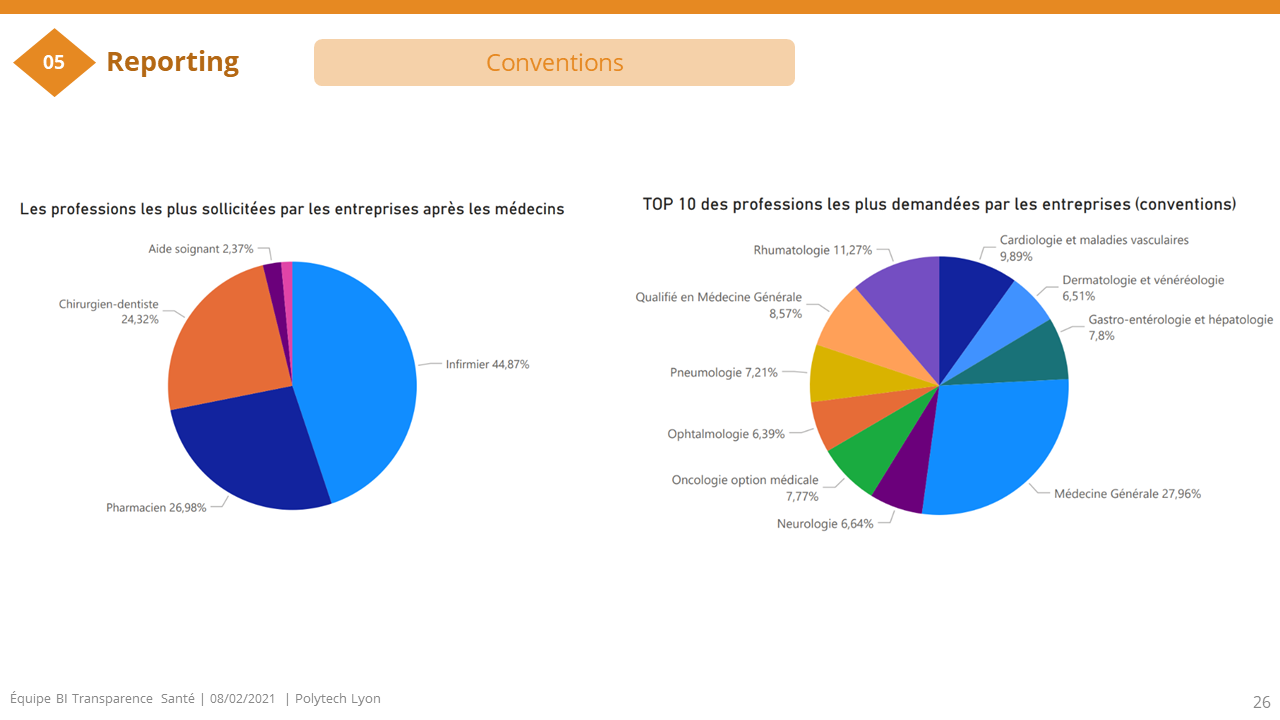 05
Reporting
Conventions
Les professions les plus sollicitées par les entreprises après les médecins
Aide soignant 2,37%
Chirurgien-dentiste
24,32%
Infirmier 44,87%
Pharmacien 26,98%
TOP 10 des professions les plus demandées par les entreprises (conventions)
Cardiologie et maladies vasculaires
9,89%
Rhumatologie 11,27%
Dermatologie et vénéréologie
6,51%
Qualifié en Médecine Générale
8,57%
Gastro-entérologie et hépatologie
7,8%
Pneumologie 7,21%
Ophtalmologie 6,39%
Oncologie option médicale
7,77%
Médecine Générale 27,96%
Neurologie 6,64%
Équipe BI Transparence Santé | 08/02/2021 | Polytech Lyon
26